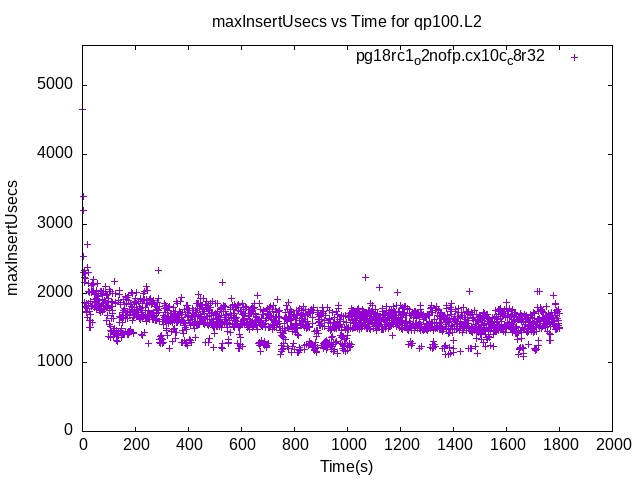 maxInsertUsecs vs Time for qp100.L2
pg18rc1o2nofp.cx10cc8r32
5000
4000
3000
2000
1000
0
maxInsertUsecs
0 200 400 600 800 1000 1200 1400 1600 1800 2000
Time(s)